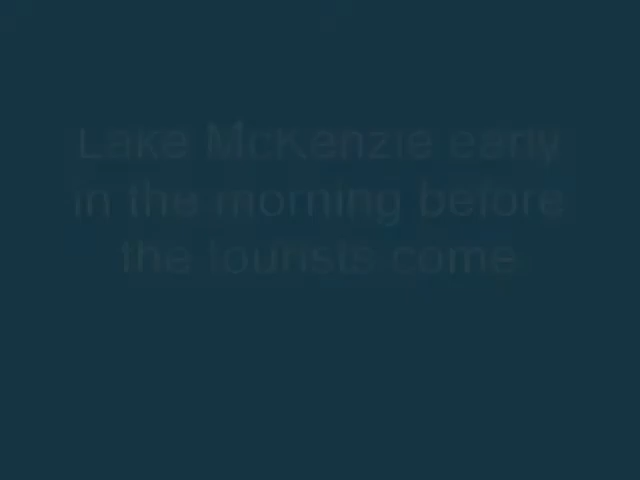 Lake McKenzie early
in the morning before
the tourists come